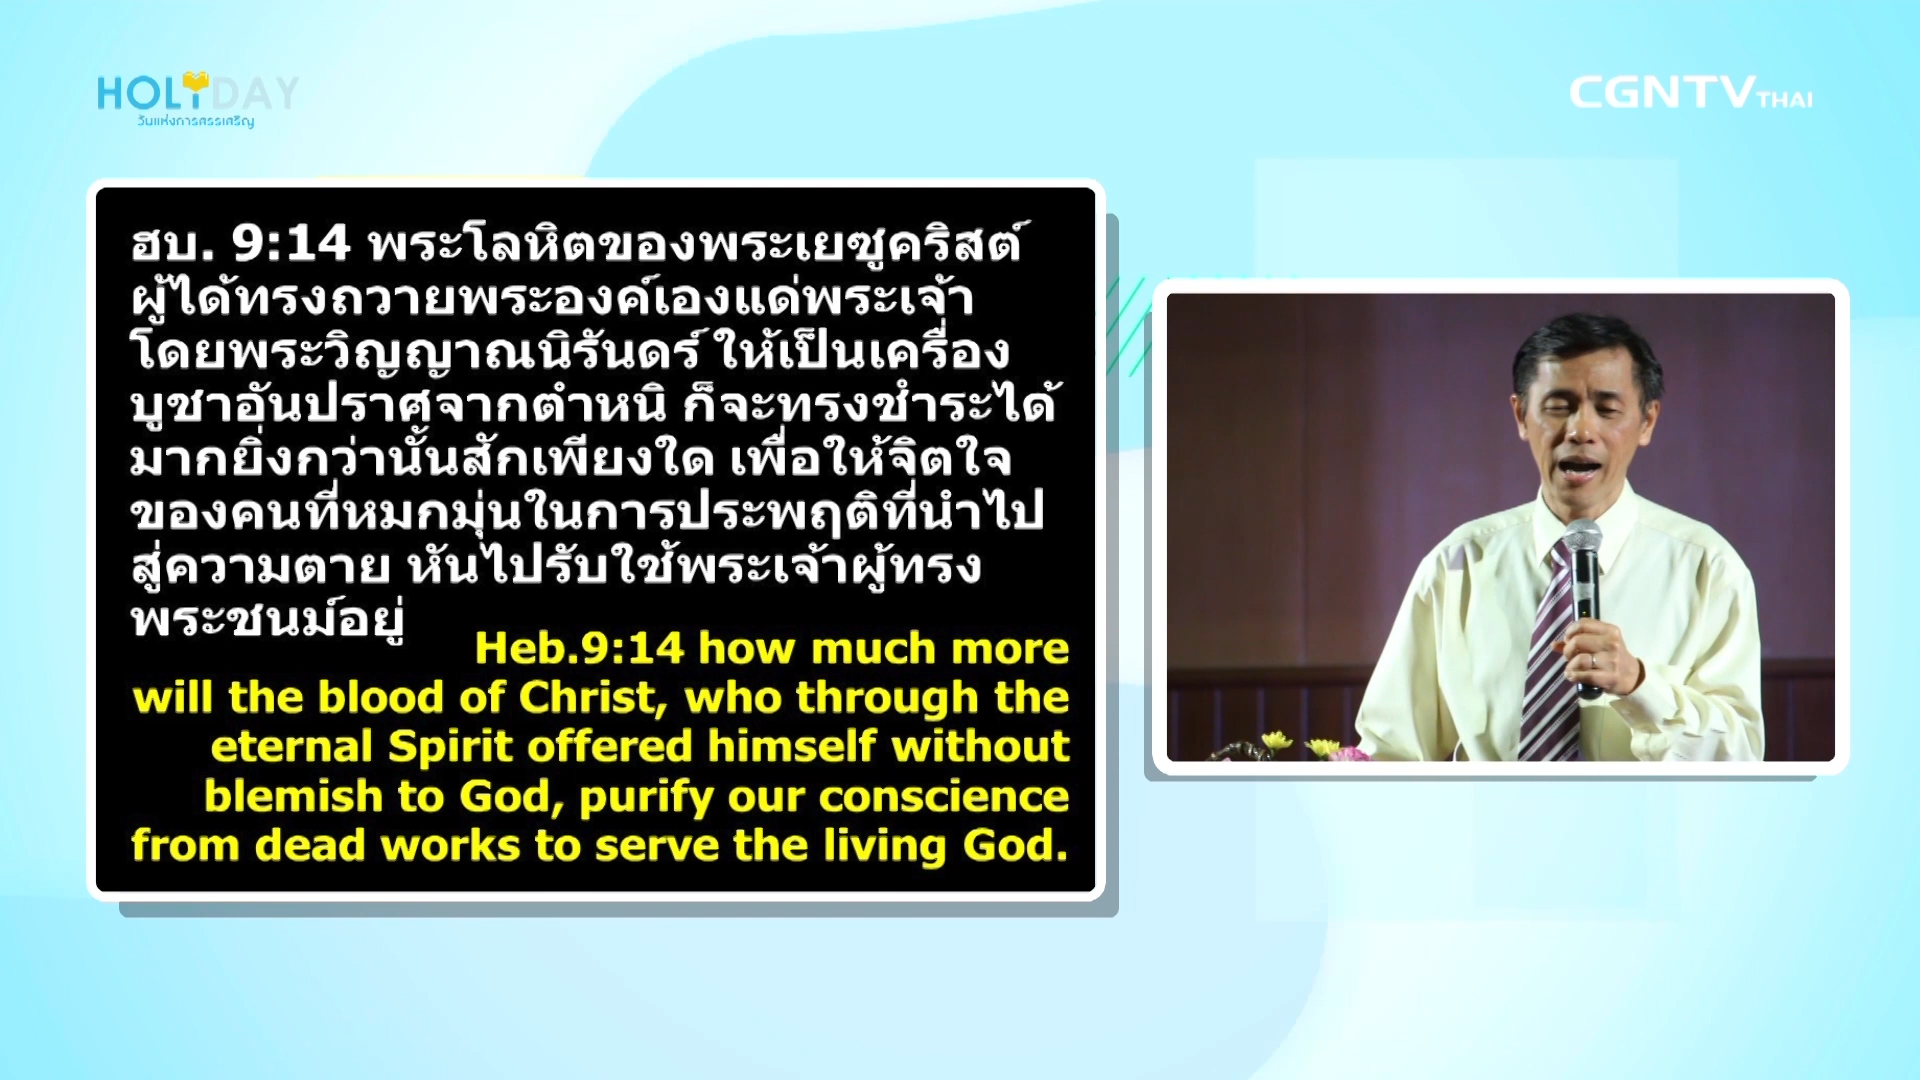 HOLYDAY
วันแห่งการสรรเสริญ
CGNTV THAI
ฮบ. 9:14 พระโลหิตของพระเยซูคริสต์
ผู้ได้ทรงถวายพระองค์เองแด่พระเจ้า
โดยพระวิญญาณนิรันดร์ ให้เป็นเครื่อง
บูชาอันปราศจากตำหนิ ก็จะทรงชำระได้
มากยิ่งกว่านั้นสักเพียงใด เพื่อให้จิตใจ
ของคนที่หมกมุ่นในการประพฤติที่นำไป
สู่ความตาย หันไปรับใช้พระเจ้าผู้ทรง
พระชนม์อยู่
Heb.9:14 how much more
will the blood of Christ, who through the
eternal Spirit offered himself without
blemish to God, purify our conscience
from dead works to serve the living God.